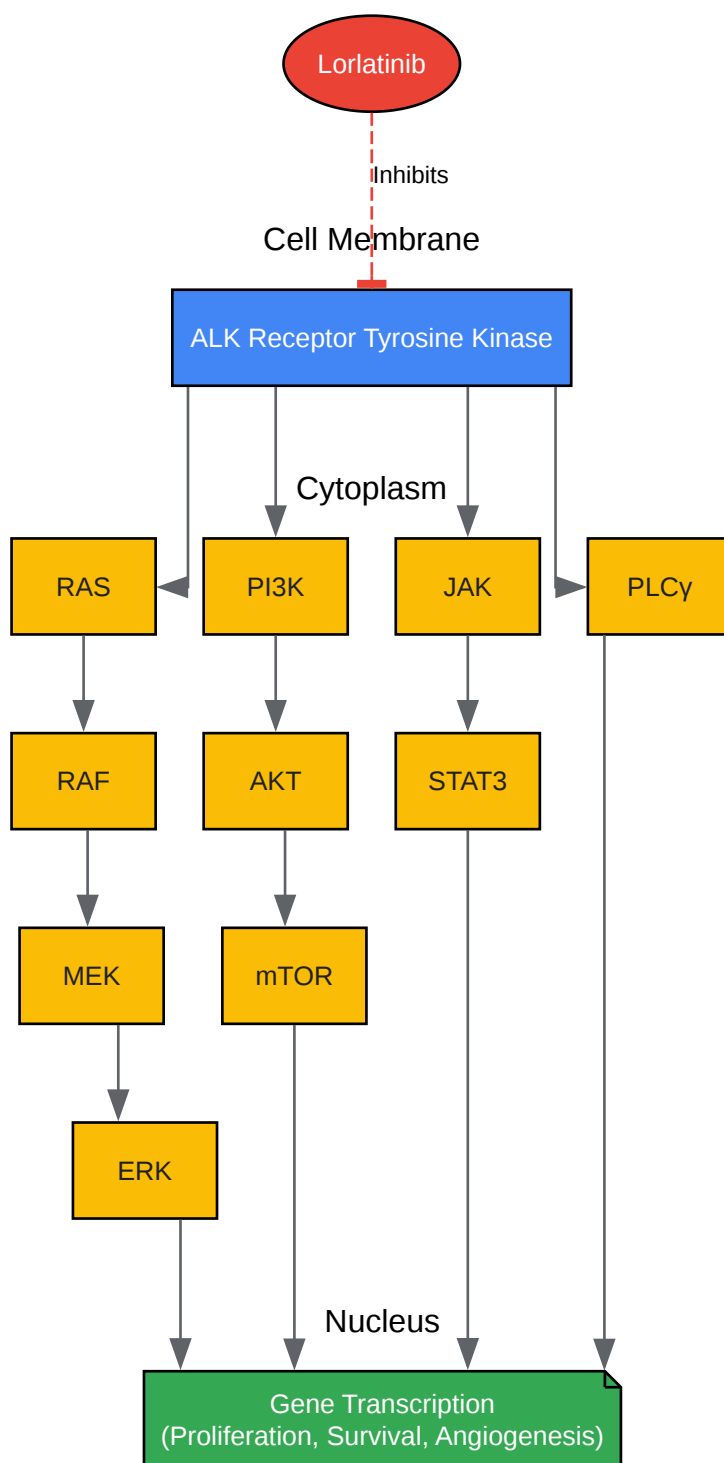 Lorlatinib
Inhibits
Cell Membrane
ALK Receptor Tyrosine Kinase
Cytoplasm
RAS
PI3K
JAK
PLCγ
RAF
AKT
STAT3
MEK
mTOR
ERK
Nucleus
Gene Transcription
(Proliferation, Survival, Angiogenesis)